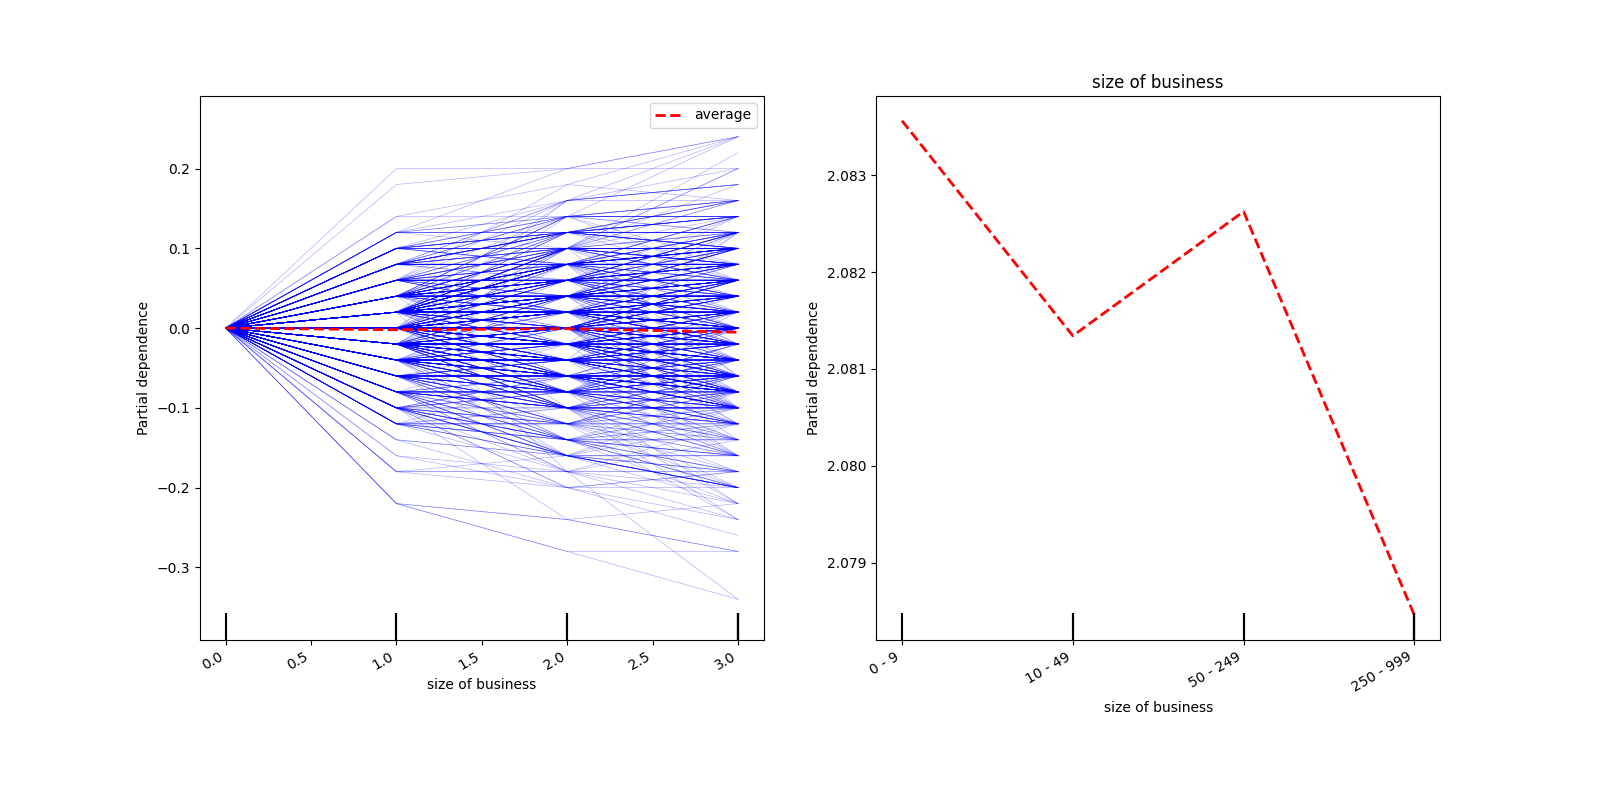 average
0.2
0.1
0.0
−0.1
−0.2
−0.3
Partial dependence
0.0
0.5
1.0
1.5
2.0
2.5
3.0
size of business
size of business
2.083
2.082
2.081
2.080
2.079
Partial dependence
0 - 9
10 - 49
50 - 249
250 - 999
size of business